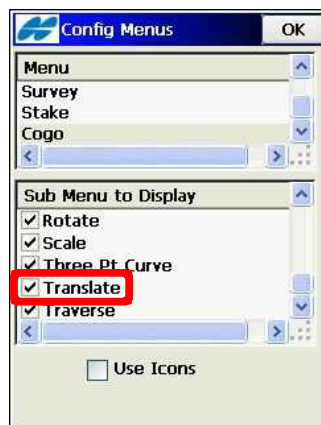 Config Menus
OK
Menu
Survey
Stake
Cogo
Sub Menu to Display
Rotate
Scale
Three Pt Curve
Translate
Traverse
Use Icons